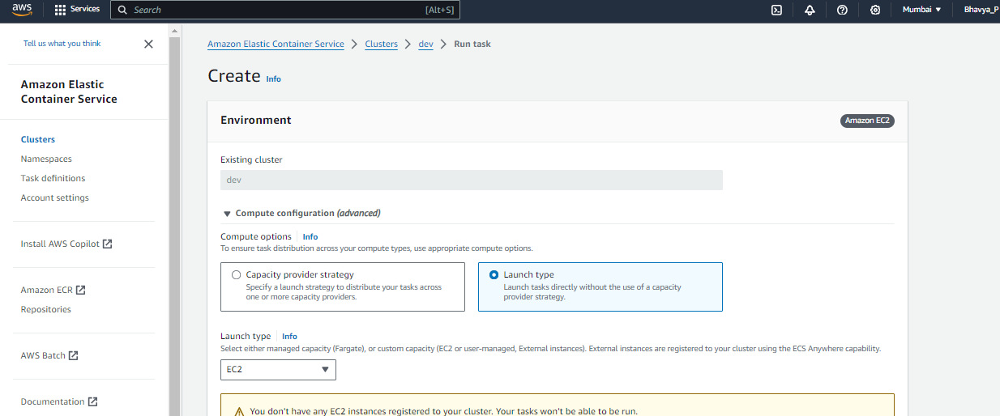 aws
Services
Search
[Alt+S]
Mumbai
Bhavya_P
Tell us what you think
Amazon Elastic
Container Service
Clusters
Namespaces
Task definitions
Account settings
Install AWS Copilot
Amazon ECR
Repositories
AWS Batch
Documentation
Amazon Elastic Container Service > Clusters > dev > Run task
Create Info
Environment
Amazon EC2
Existing cluster
dev
Compute configuration (advanced)
Compute options Info
To ensure task distribution across your compute types, use appropriate compute options.
Capacity provider strategy
Specify a launch strategy to distribute your tasks across
one or more capacity providers.
Launch type
Launch tasks directly without the use of a capacity
provider strategy.
Launch type Info
Select either managed capacity (Fargate), or custom capacity (EC2 or user-managed, External instances). External instances are registered to your cluster using the ECS Anywhere capability.
EC2
You don't have any EC2 instances registered to your cluster. Your tasks won't be able to be run.